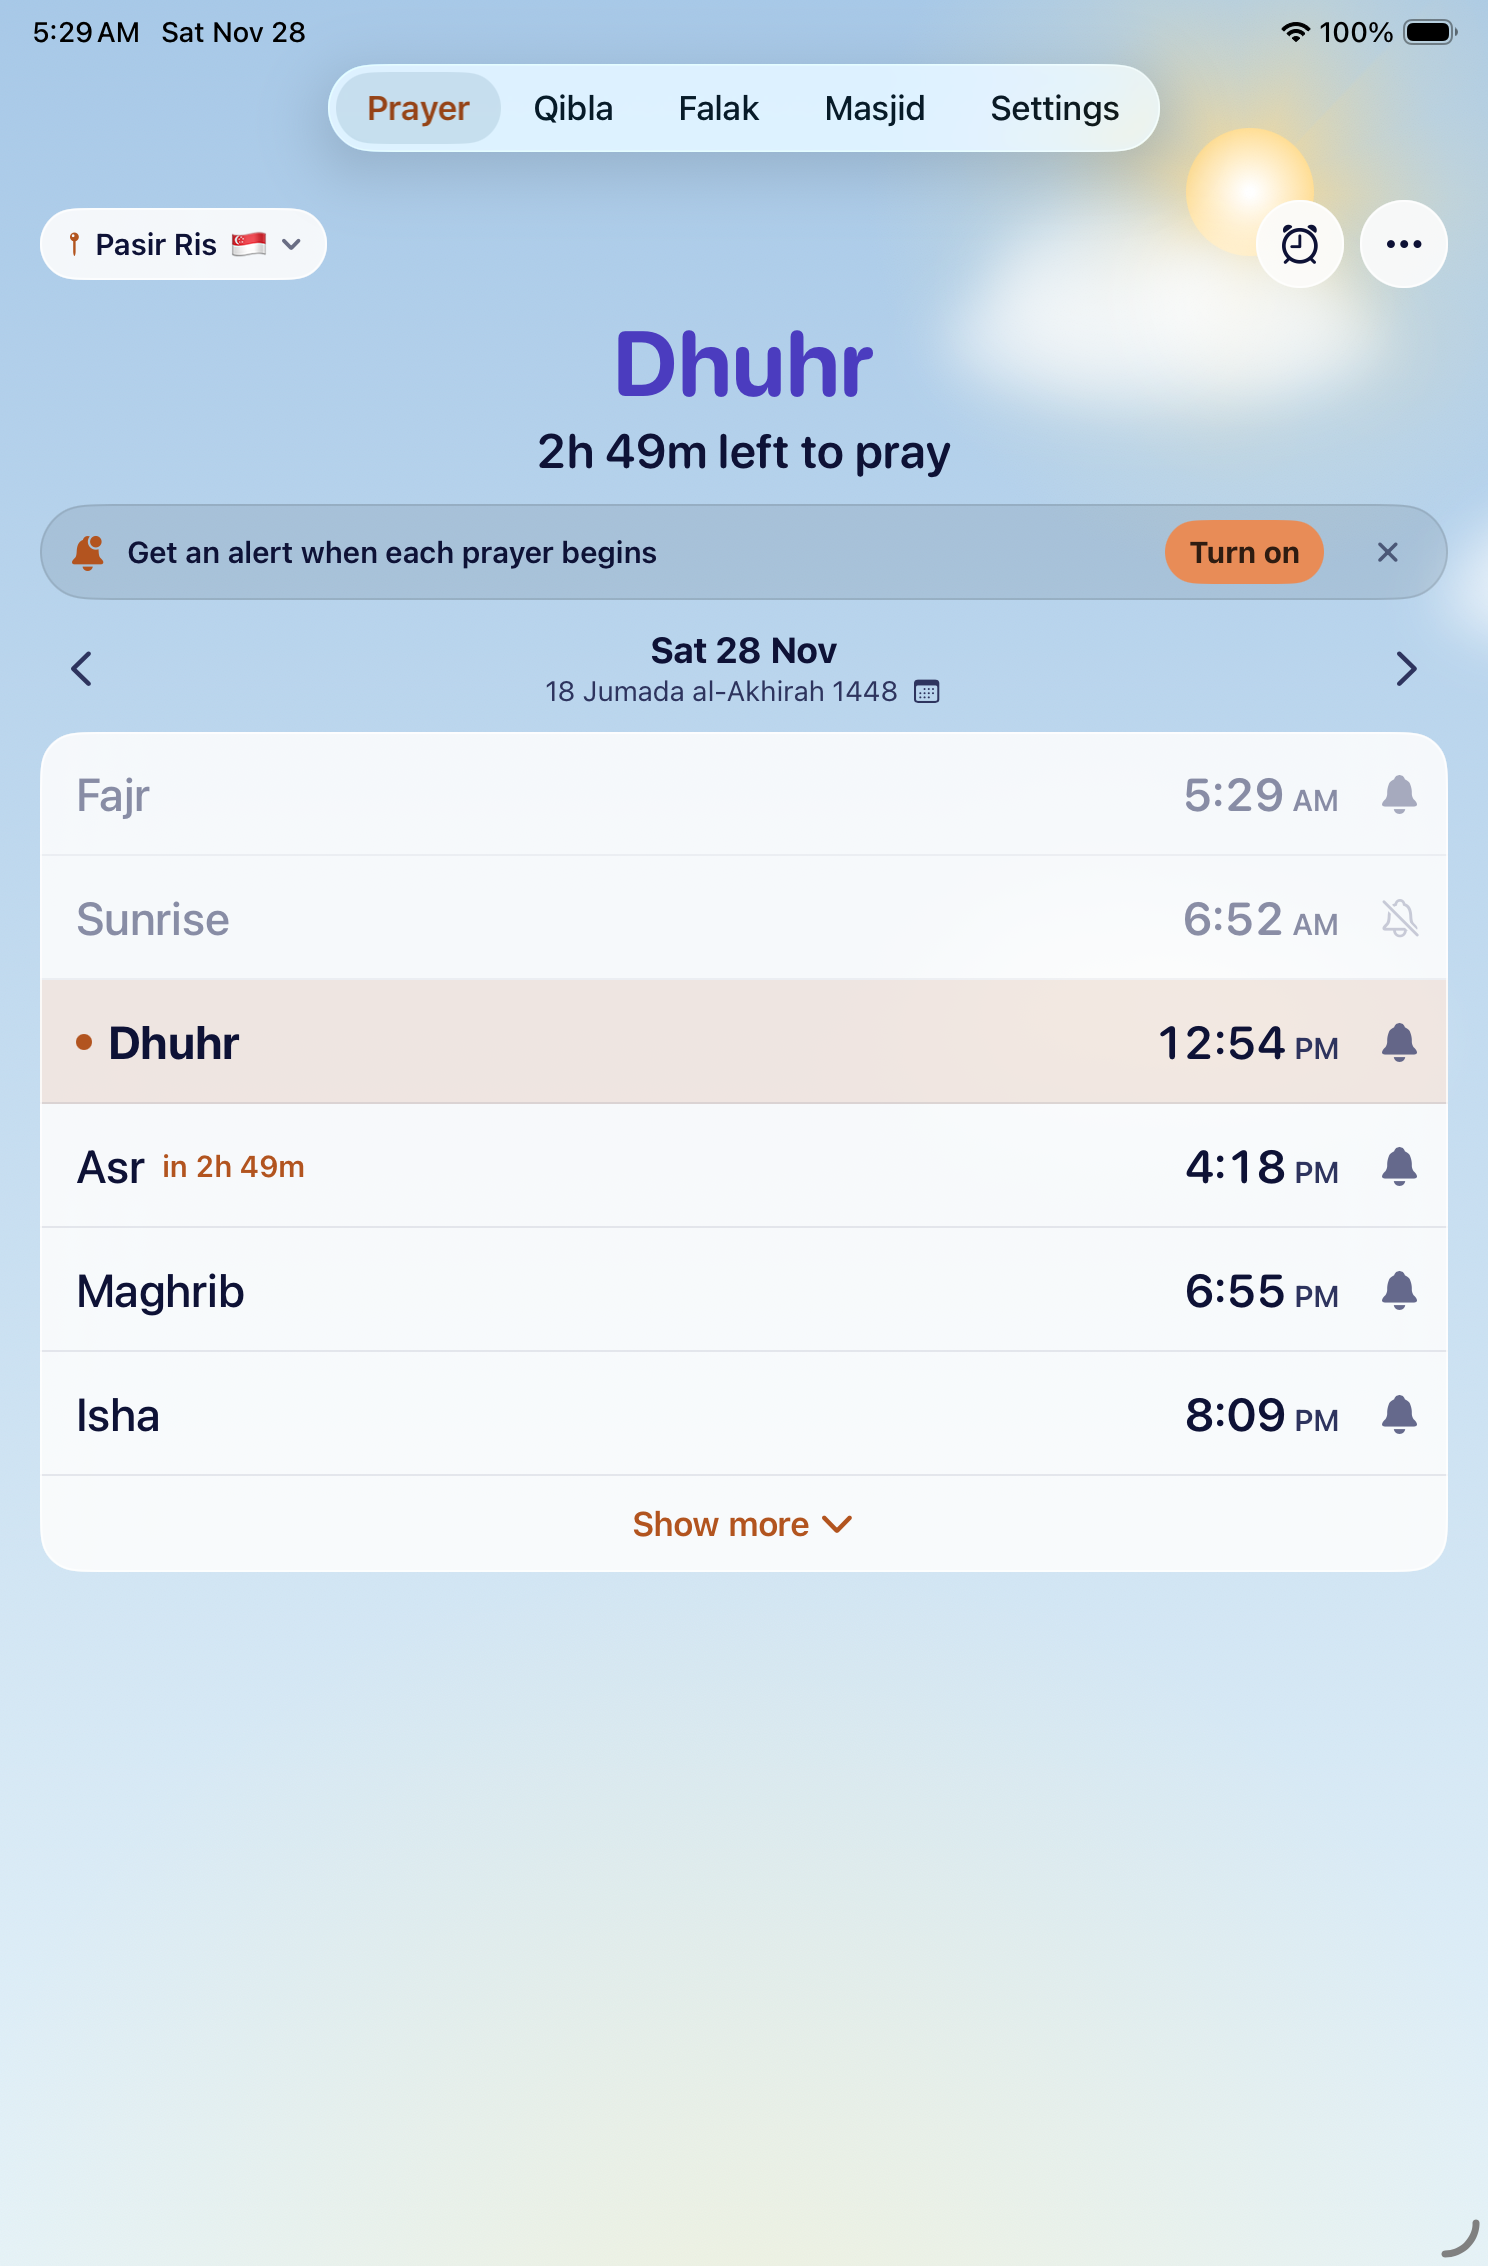 5:29 AM Sat Nov 28 100%
Prayer Qibla Falak Masjid Settings
Pasir Ris
Dhuhr
2h 49m left to pray
Get an alert when each prayer begins Turn on
Sat 28 Nov
18 Jumada al-Akhirah 1448
Fajr 5:29 AM
Sunrise 6:52 AM
Dhuhr 12:54 PM
Asr in 2h 49m 4:18 PM
Maghrib 6:55 PM
Isha 8:09 PM
Show more